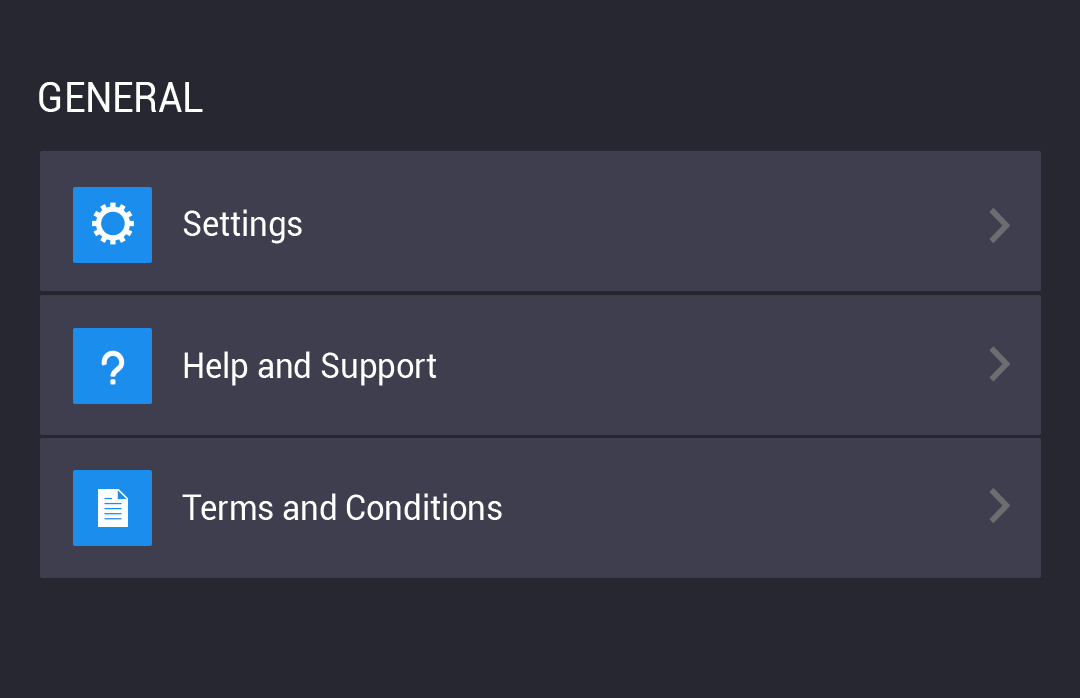 GENERAL
Settings
Help and Support
Terms and Conditions